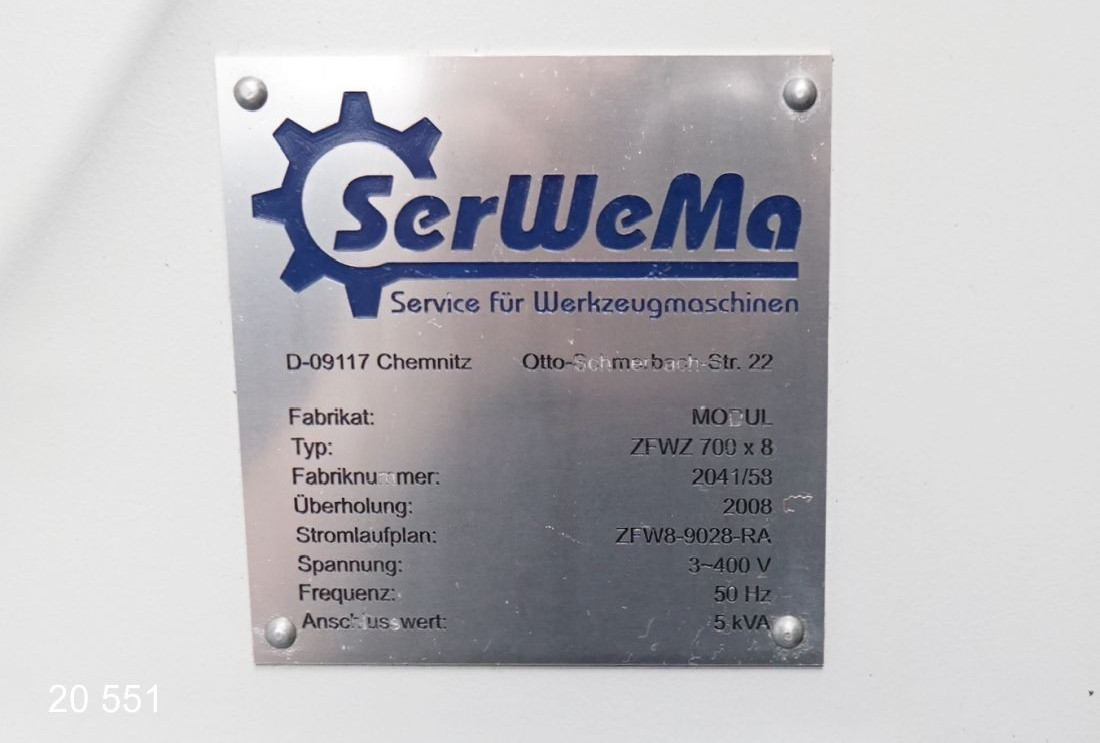 SerWeMa
Service für Werkzeugmaschinen
D-09117 Chemnitz Otto-Schmerbach-Str. 22
Fabrikat: MODUL
Typ: ZFWZ 700 x 8
Fabriknummer: 2041/58
Überholung: 2008
Stromlaufplan: ZFW8-9028-RA
Spannung: 3~400 V
Frequenz: 50 Hz
Anschlusswert: 5 kVA
20 551